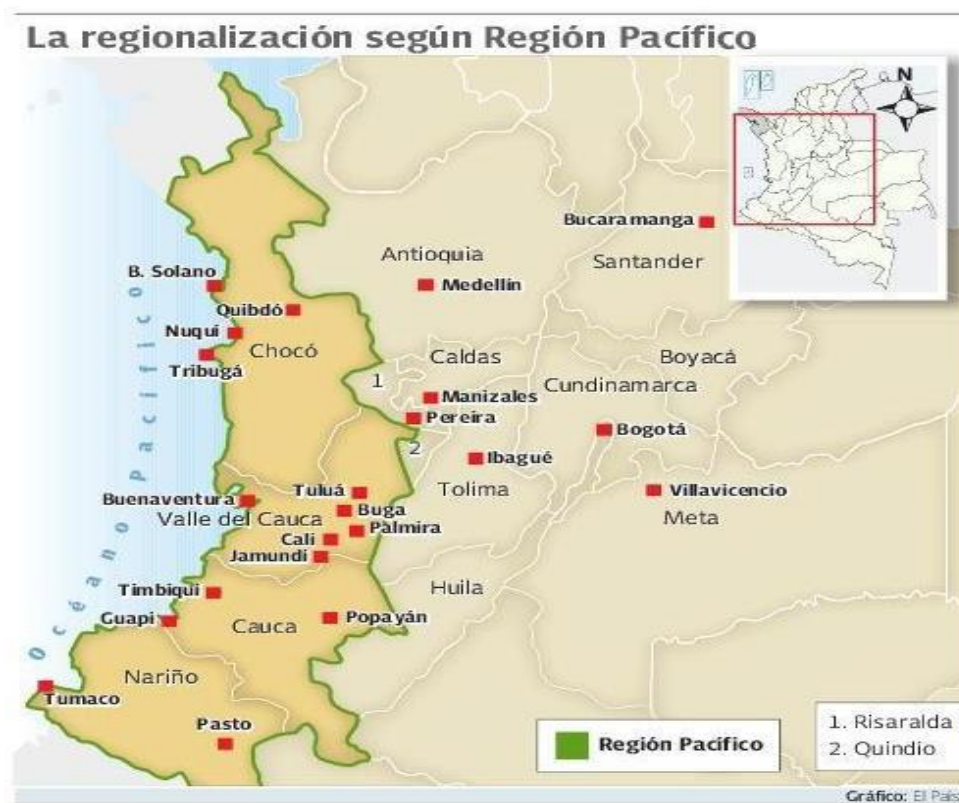 La regionalización según Región Pacífico
N
Bucaramanga
Antioquia
Santander
B. Solano
Medellín
Quibdó
Nuquí
Chocó
Tribugá
Caldas
Boyacá
Cundinamarca
1
Manizales
Pereira
2
Bogotá
Ibagué
Tolima
Tuluá
Villavicencio
Buenaventura
Buga
Valle del Cauca
Meta
Palmira
Cali
Jamundí
Huila
Timbiquí
Guapi
Popayán
Cauca
Nariño
Tumaco
Pasto
Océano Pacífico
Región Pacífico
1. Risaralda
2. Quindio
Gráfico: El País